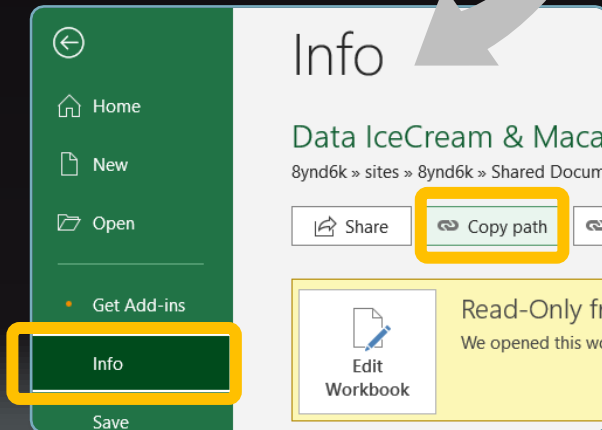 Info
Home
New
Open
Get Add-ins
Info
Save
Data IceCream & Maca
8ynd6k » sites » 8ynd6k » Shared Docum
Share
Copy path
Edit
Workbook
Read-Only fr
We opened this wo